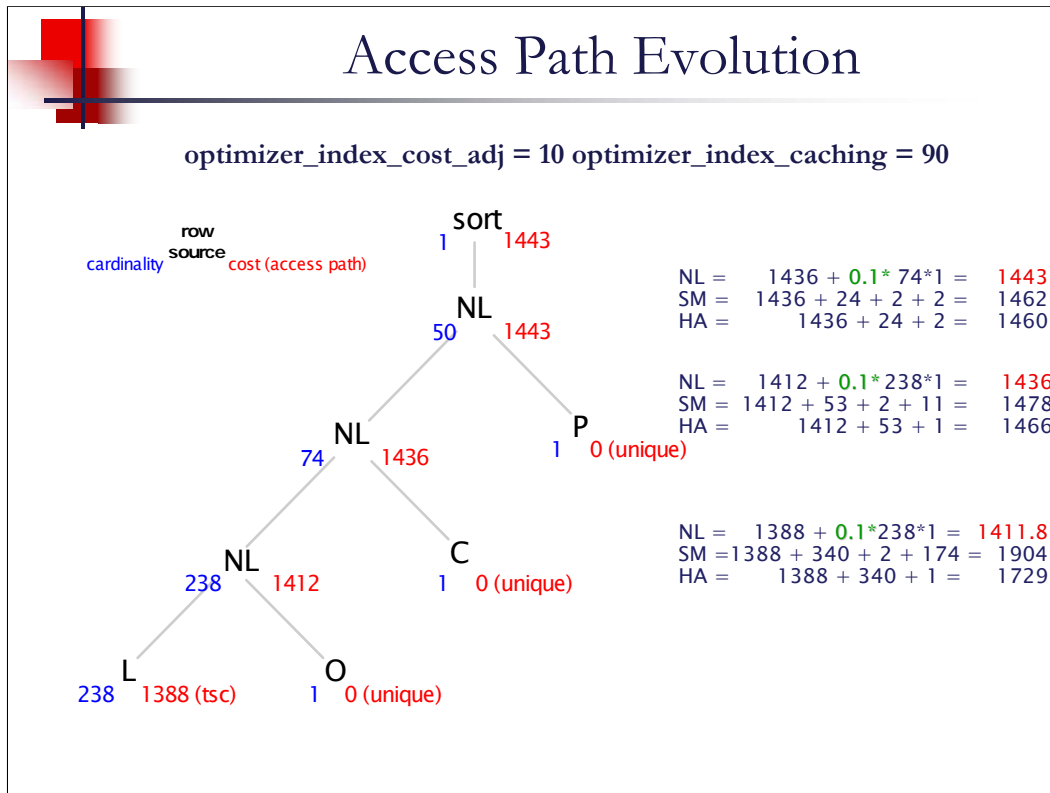 Access Path Evolution
optimizer_index_cost_adj = 10 optimizer_index_caching = 90
row
source
cardinality
cost (access path)
sort
1
1443
NL
50
1443
NL
74
1436
P
1
0 (unique)
NL
238
1412
C
1
0 (unique)
L
238
1388 (tsc)
O
1
0 (unique)
NL = 1436 + 0.1* 74*1 = 1443
SM = 1436 + 24 + 2 + 2 = 1462
HA = 1436 + 24 + 2 = 1460
NL = 1412 + 0.1* 238*1 = 1436
SM = 1412 + 53 + 2 + 11 = 1478
HA = 1412 + 53 + 1 = 1466
NL = 1388 + 0.1*238*1 = 1411.8
SM =1388 + 340 + 2 + 174 = 1904
HA = 1388 + 340 + 1 = 1729